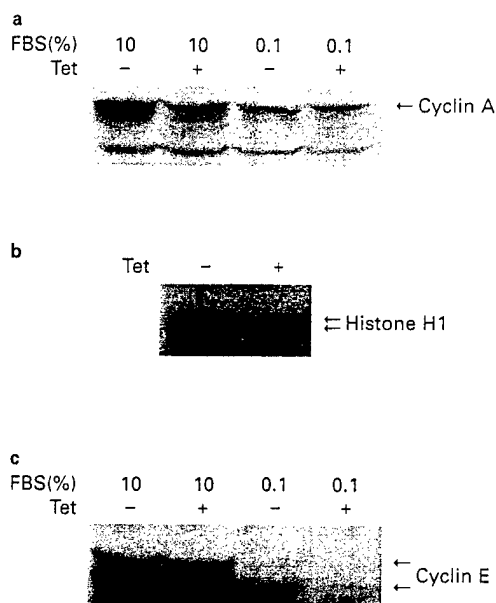 a
FBS(%) 10 10 0.1 0.1
Tet − + − +
← Cyclin A
b
Tet − +
← ← Histone H1
c
FBS(%) 10 10 0.1 0.1
Tet − + − +
← ← Cyclin E